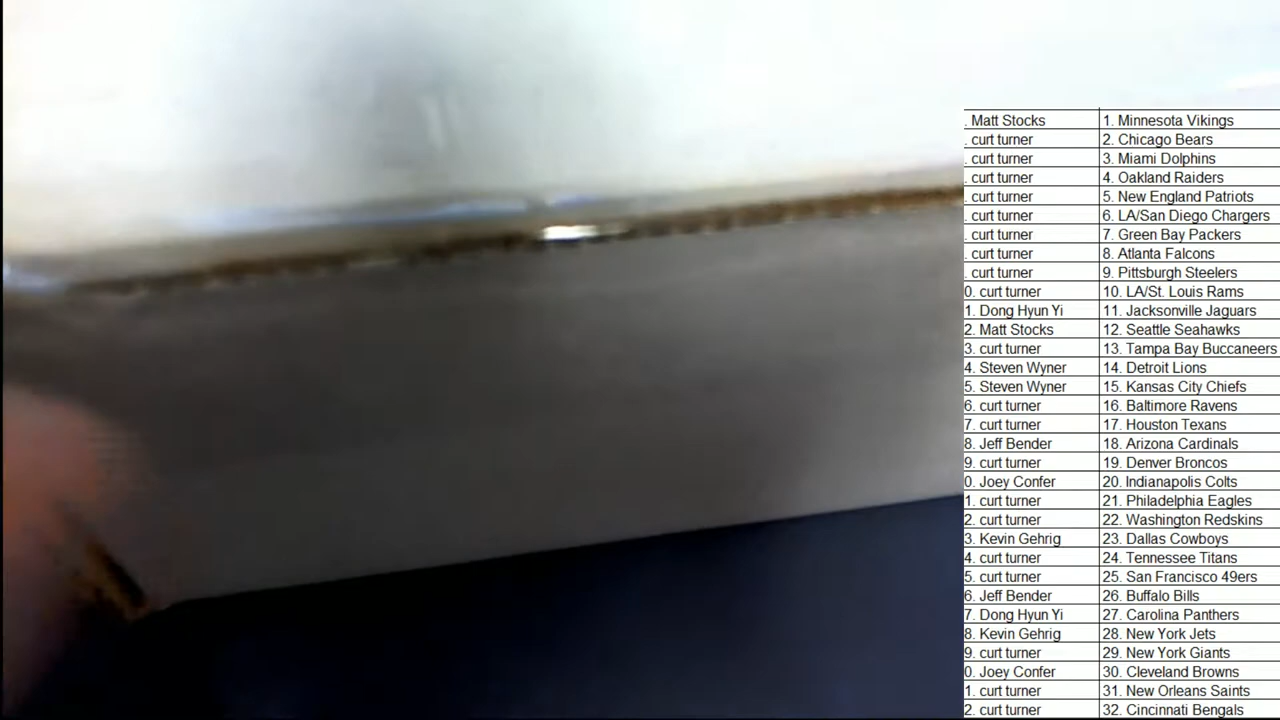 . Matt Stocks 1. Minnesota Vikings
. curt turner 2. Chicago Bears
. curt turner 3. Miami Dolphins
. curt turner 4. Oakland Raiders
. curt turner 5. New England Patriots
. curt turner 6. LA/San Diego Chargers
. curt turner 7. Green Bay Packers
. curt turner 8. Atlanta Falcons
. curt turner 9. Pittsburgh Steelers
0. curt turner 10. LA/St. Louis Rams
1. Dong Hyun Yi 11. Jacksonville Jaguars
2. Matt Stocks 12. Seattle Seahawks
3. curt turner 13. Tampa Bay Buccaneers
4. Steven Wyner 14. Detroit Lions
5. Steven Wyner 15. Kansas City Chiefs
6. curt turner 16. Baltimore Ravens
7. curt turner 17. Houston Texans
8. Jeff Bender 18. Arizona Cardinals
9. curt turner 19. Denver Broncos
0. Joey Confer 20. Indianapolis Colts
1. curt turner 21. Philadelphia Eagles
2. curt turner 22. Washington Redskins
3. Kevin Gehrig 23. Dallas Cowboys
4. curt turner 24. Tennessee Titans
5. curt turner 25. San Francisco 49ers
6. Jeff Bender 26. Buffalo Bills
7. Dong Hyun Yi 27. Carolina Panthers
8. Kevin Gehrig 28. New York Jets
9. curt turner 29. New York Giants
0. Joey Confer 30. Cleveland Browns
1. curt turner 31. New Orleans Saints
2. curt turner 32. Cincinnati Bengals